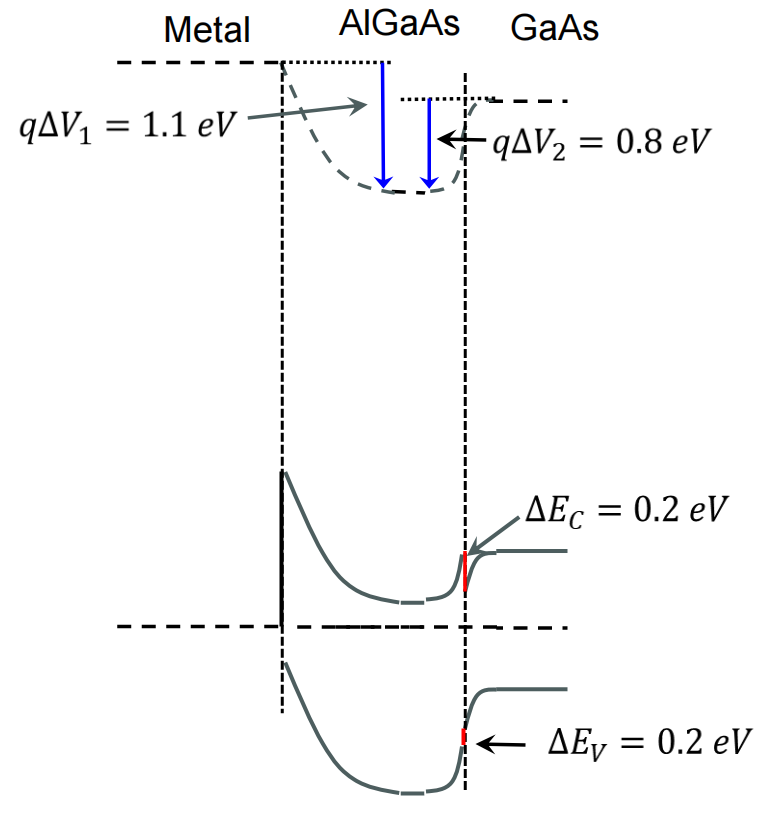 Metal AlGaAs GaAs
qΔV₁ = 1.1 eV
qΔV₂ = 0.8 eV
ΔE_C = 0.2 eV
ΔE_V = 0.2 eV